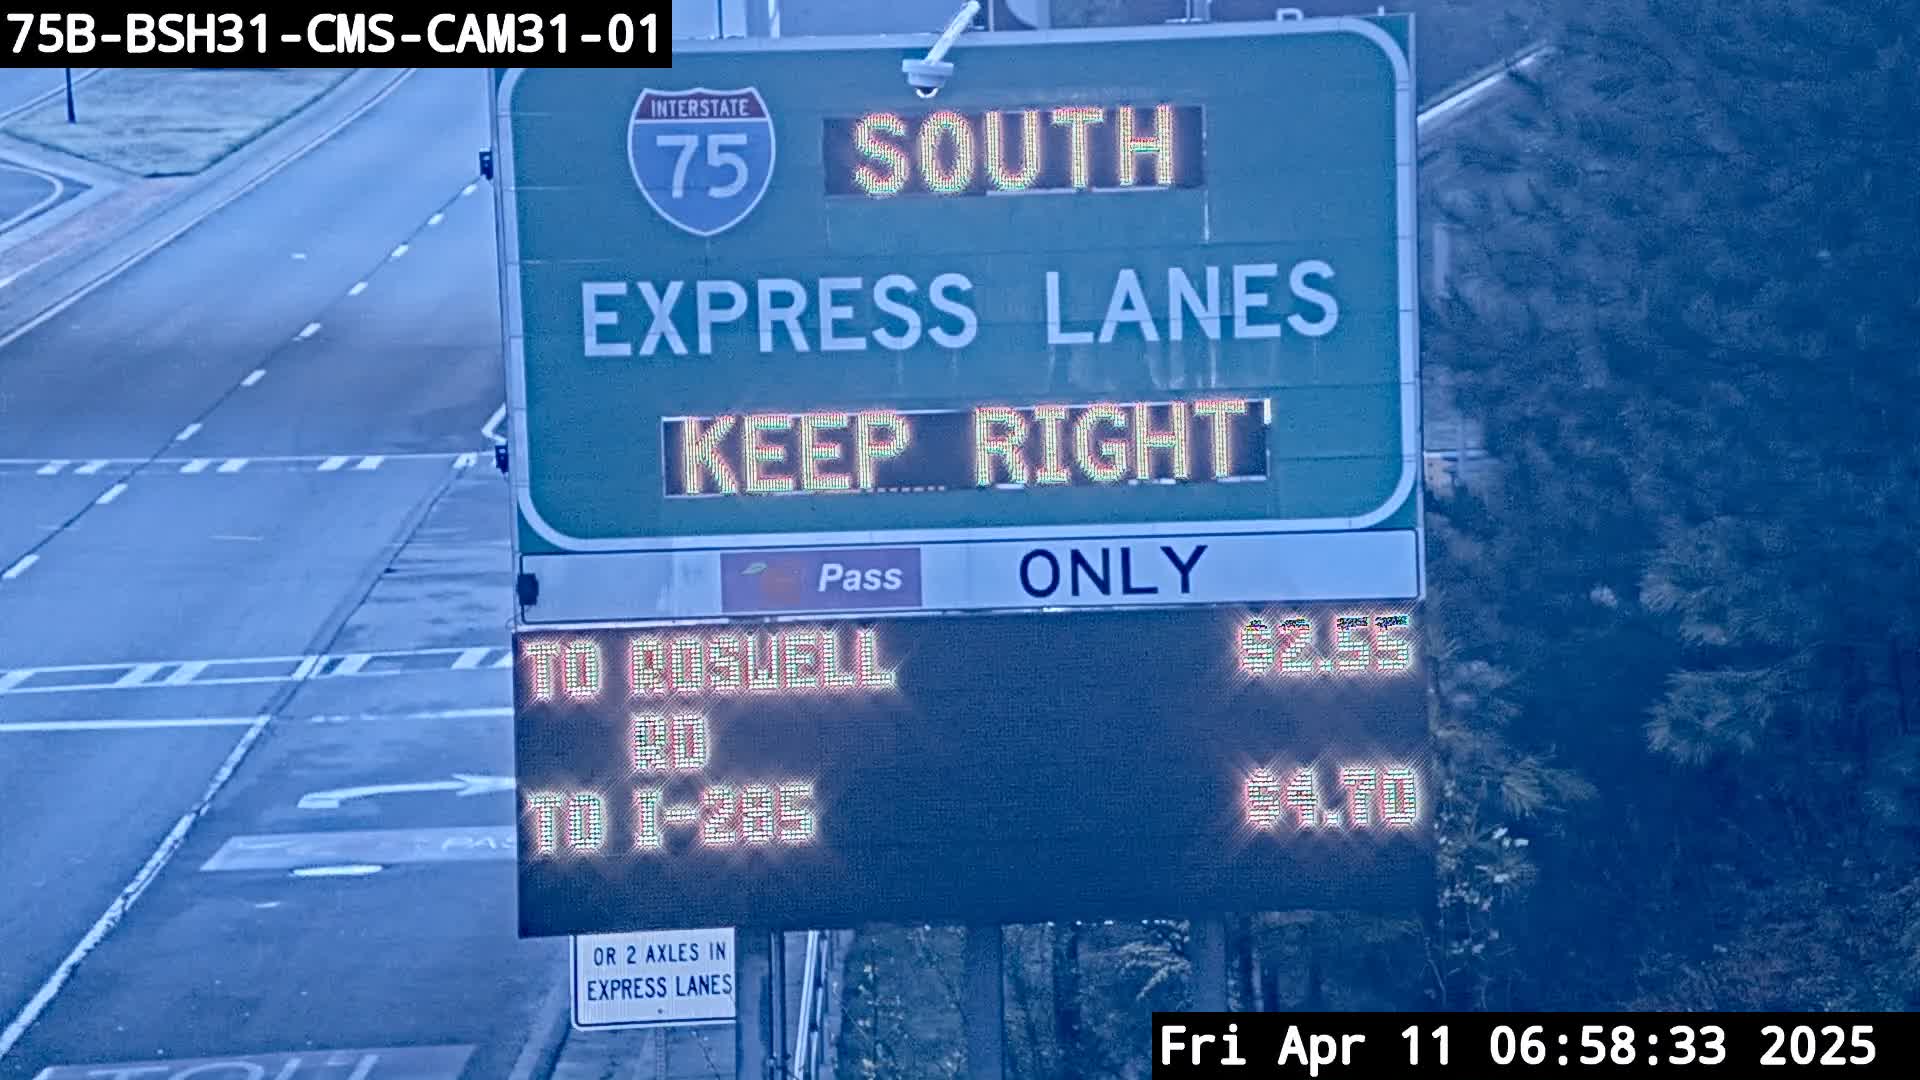 75B-BSH31-CMS-CAM31-01
INTERSTATE
75
SOUTH
EXPRESS LANES
KEEP RIGHT
Pass ONLY
TO ROSWELL $2.55
RD
TO I-285 $4.70
OR 2 AXLES IN
EXPRESS LANES
Fri Apr 11 06:58:33 2025